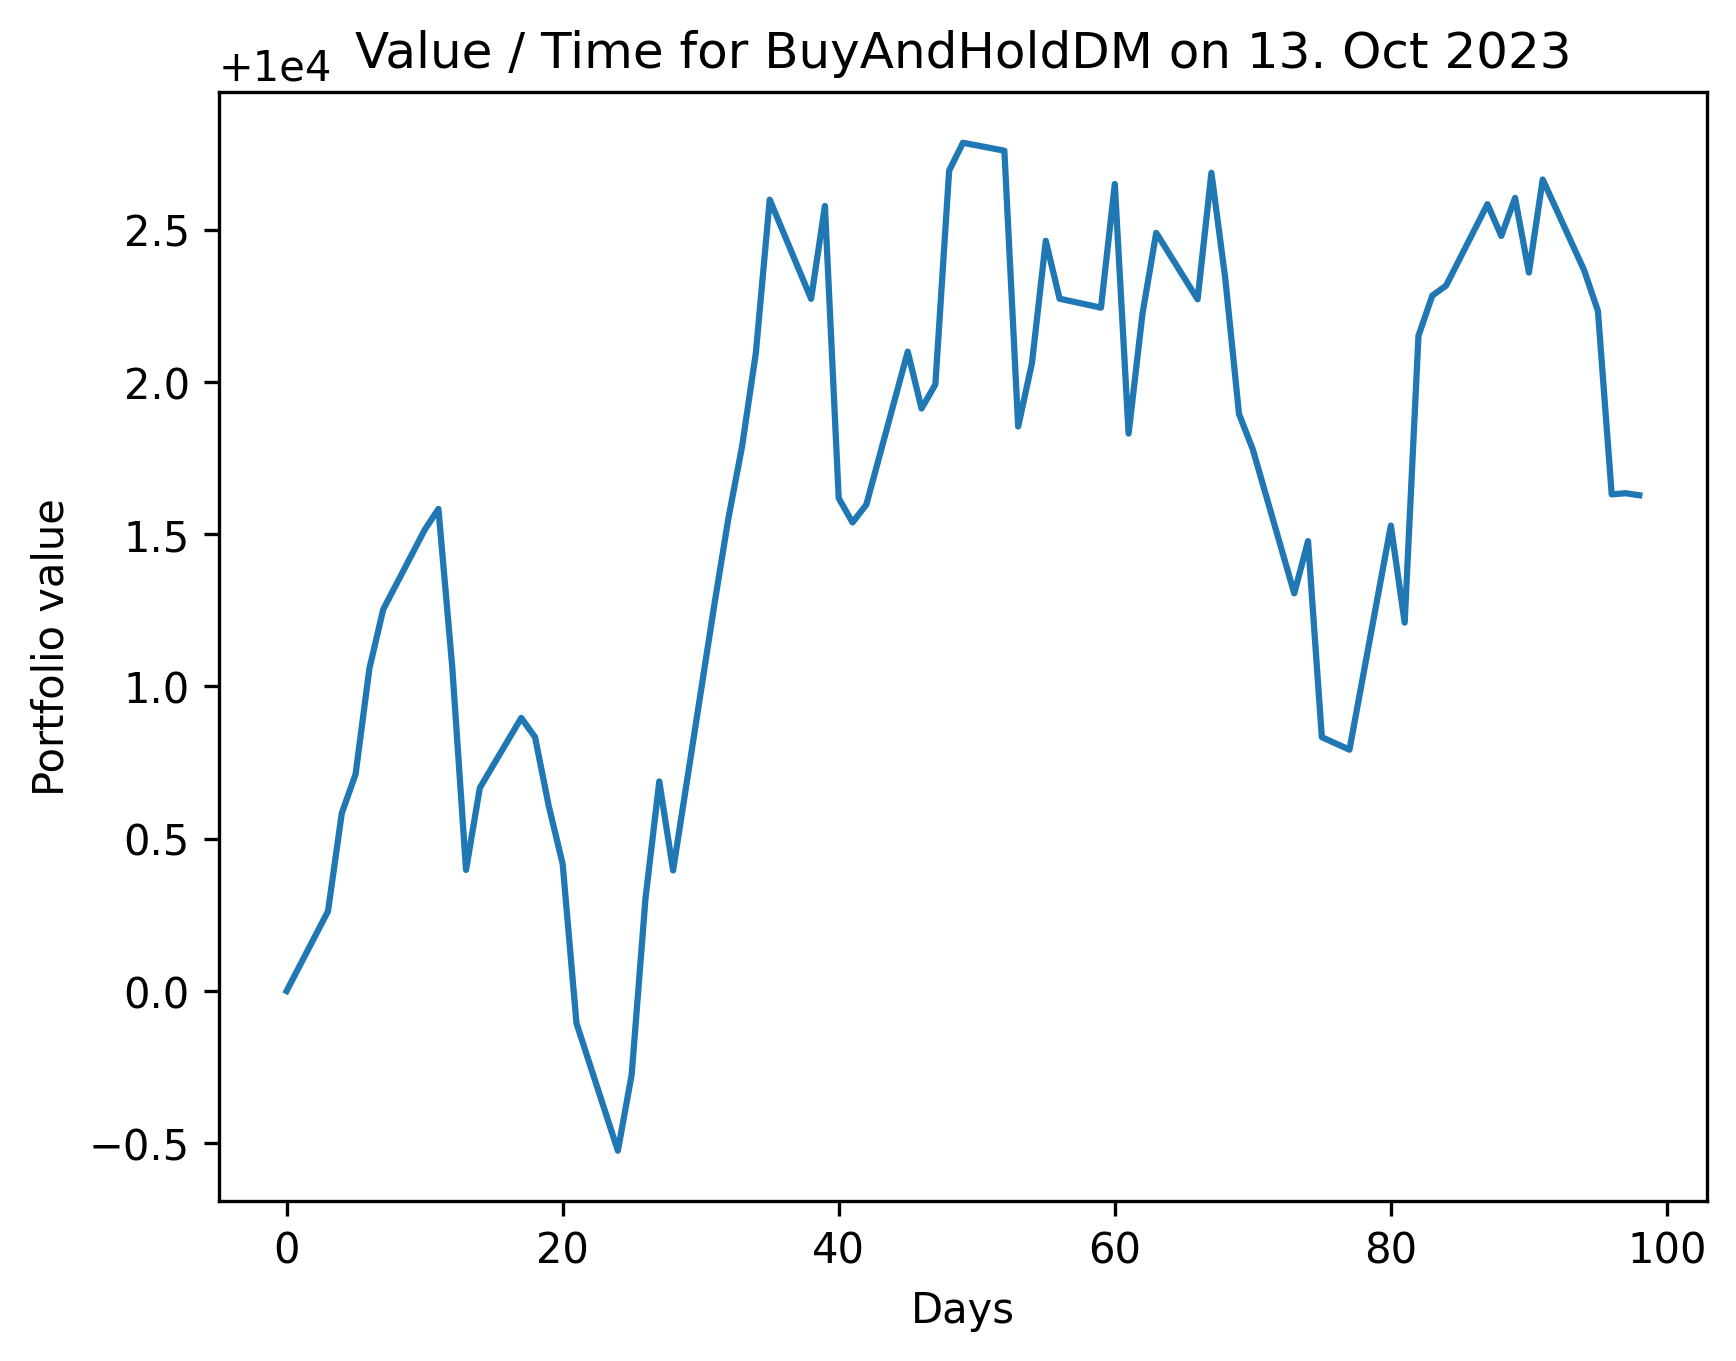 Value / Time for BuyAndHoldDM on 13. Oct 2023
+1e4
2.5
2.0
1.5
1.0
0.5
0.0
−0.5
Portfolio value
0 20 40 60 80 100
Days